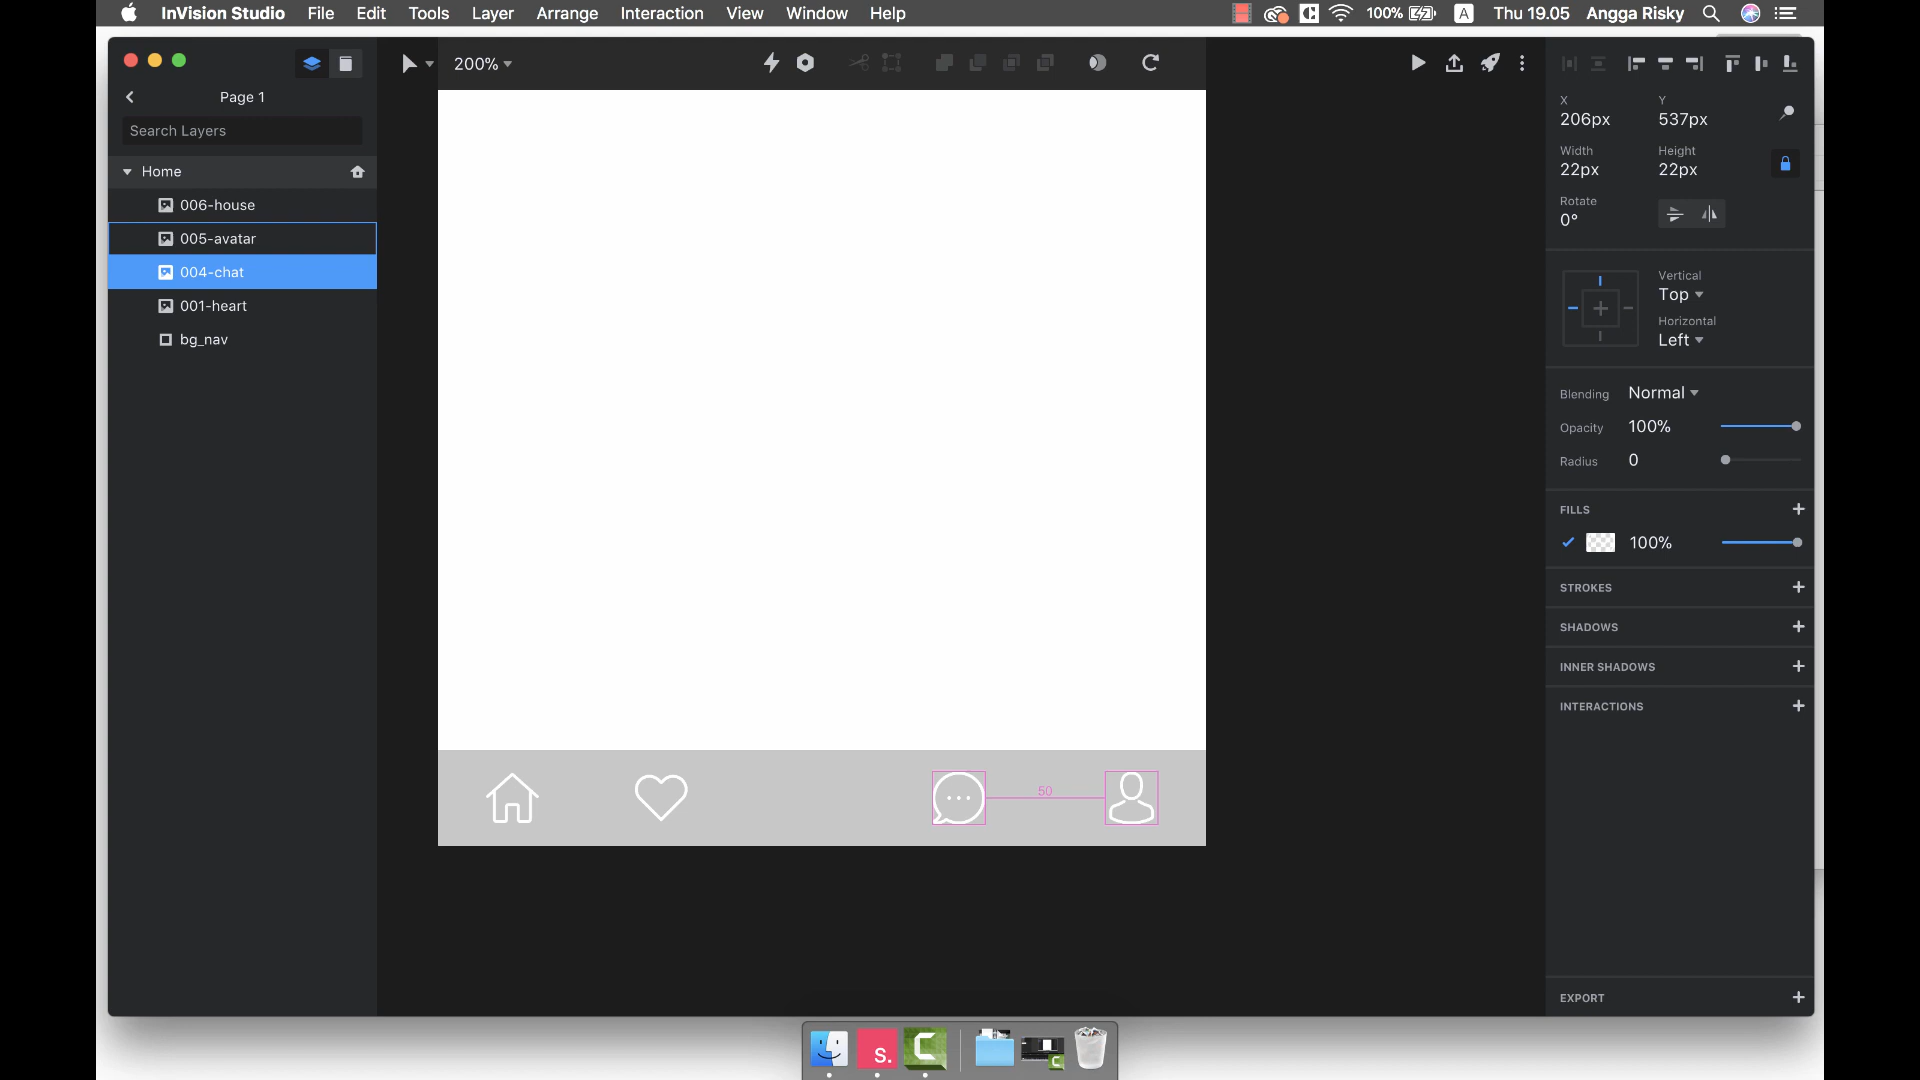 InVision Studio File Edit Tools Layer Arrange Interaction View Window Help 100% A Thu 19.05 Angga Risky
200%
Page 1
Search Layers
Home
006-house
005-avatar
004-chat
001-heart
bg_nav
50
X Y
206px 537px
Width Height
22px 22px
Rotate
0°
Vertical
Top
Horizontal
Left
Blending Normal
Opacity 100%
Radius 0
FILLS
100%
STROKES
SHADOWS
INNER SHADOWS
INTERACTIONS
EXPORT
s.